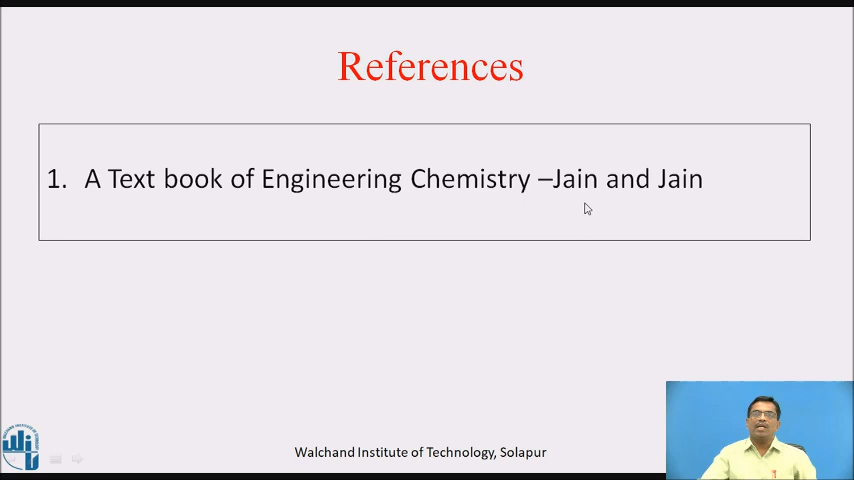 References
1. A Text book of Engineering Chemistry –Jain and Jain
Walchand Institute of Technology, Solapur